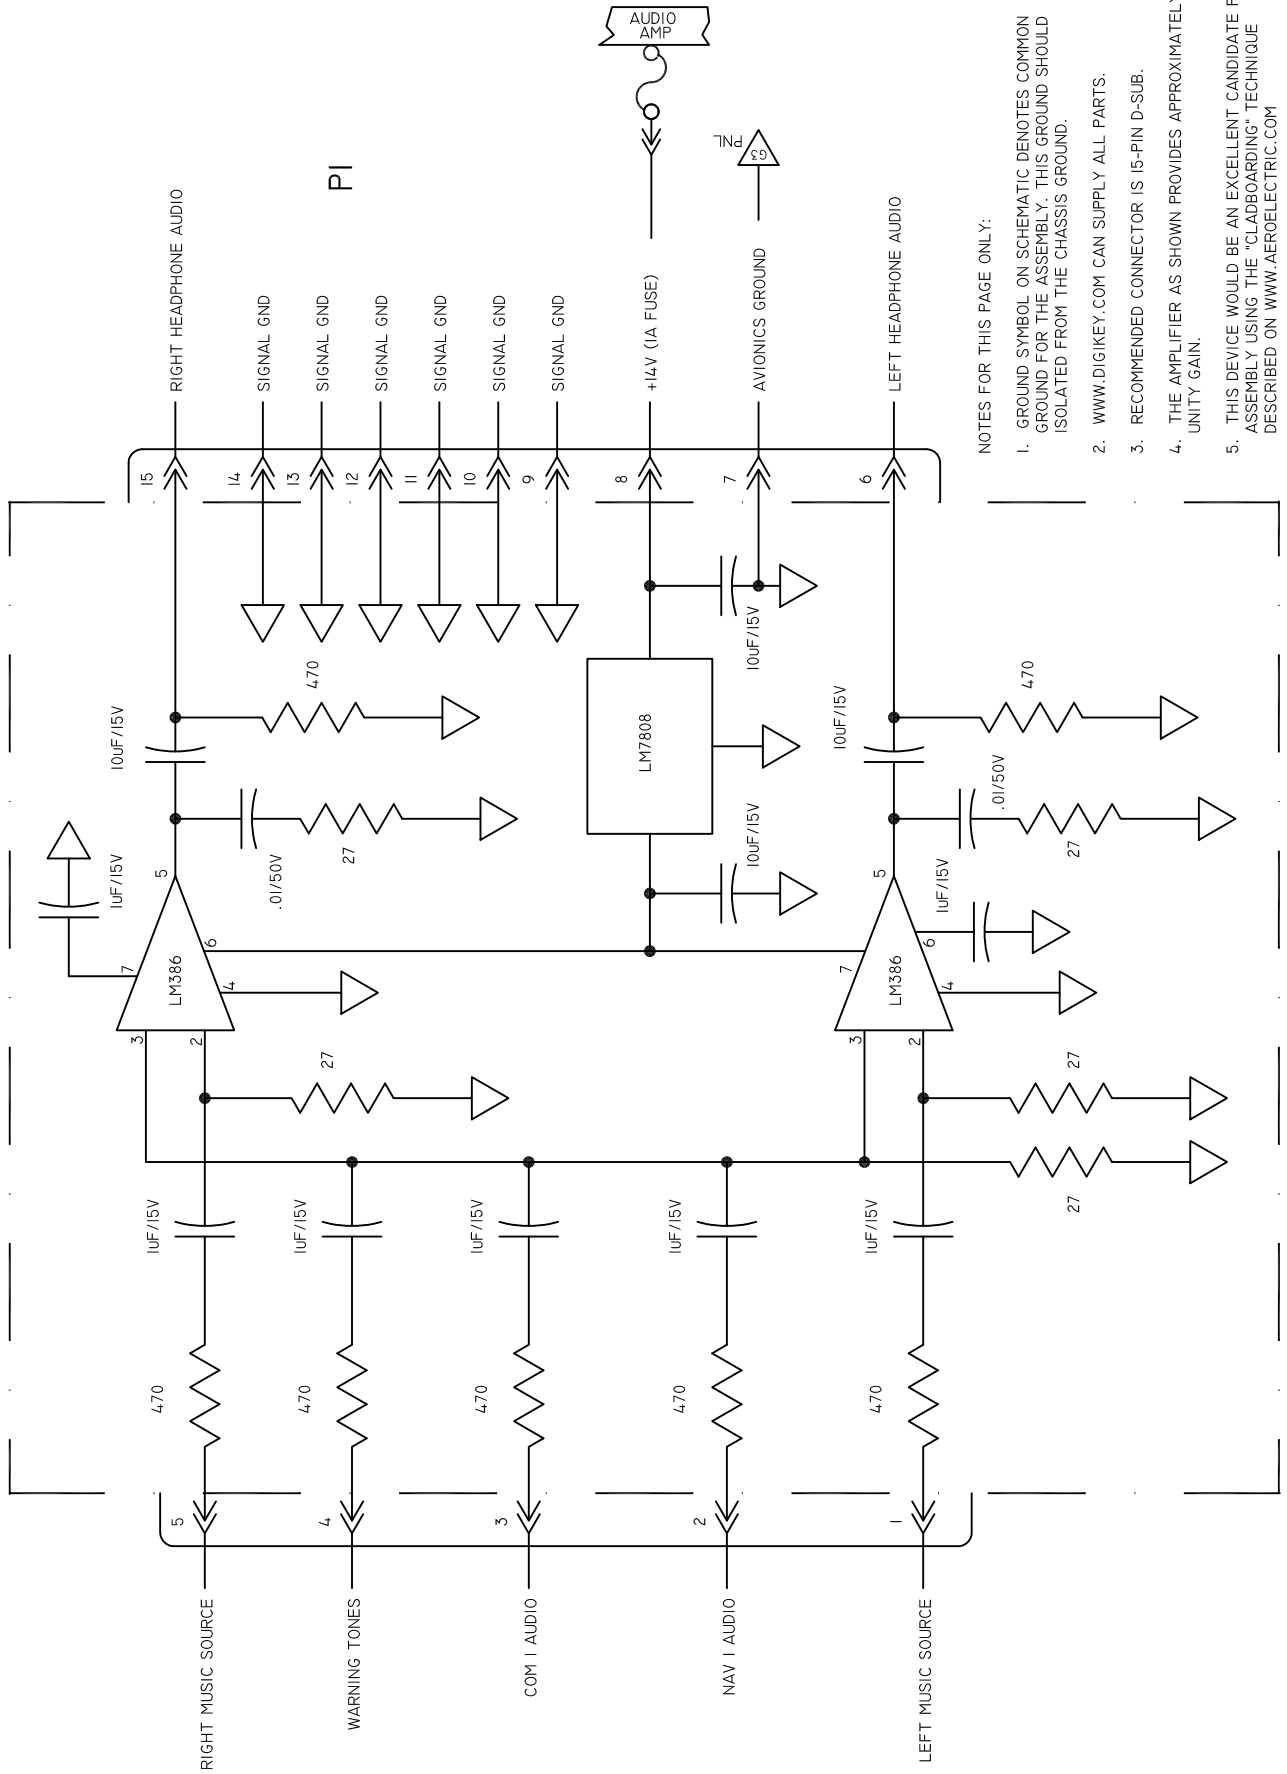 AUDIO
AMP
PNL
G3
P1
RIGHT HEADPHONE AUDIO
SIGNAL GND
SIGNAL GND
SIGNAL GND
SIGNAL GND
SIGNAL GND
SIGNAL GND
+14V (1A FUSE)
AVIONICS GROUND
LEFT HEADPHONE AUDIO
15
14
13
12
11
10
9
8
7
6
10uF/15V
470
1uF/15V
5
.01/50V
27
7
LM386
6
4
3
2
27
10uF/15V
LM7808
10uF/15V
10uF/15V
470
.01/50V
27
5
1uF/15V
7
LM386
6
4
3
2
27
27
1uF/15V
1uF/15V
1uF/15V
1uF/15V
1uF/15V
470
470
470
470
470
5
4
3
2
1
RIGHT MUSIC SOURCE
WARNING TONES
COM 1 AUDIO
NAV 1 AUDIO
LEFT MUSIC SOURCE
NOTES FOR THIS PAGE ONLY:
1. GROUND SYMBOL ON SCHEMATIC DENOTES COMMON
GROUND FOR THE ASSEMBLY. THIS GROUND SHOULD
ISOLATED FROM THE CHASSIS GROUND.
2. WWW.DIGIKEY.COM CAN SUPPLY ALL PARTS.
3. RECOMMENDED CONNECTOR IS 15-PIN D-SUB.
4. THE AMPLIFIER AS SHOWN PROVIDES APPROXIMATELY
UNITY GAIN.
5. THIS DEVICE WOULD BE AN EXCELLENT CANDIDATE
ASSEMBLY USING THE "CLADBOARDING" TECHNIQUE
DESCRIBED ON WWW.AEROELECTRIC.COM